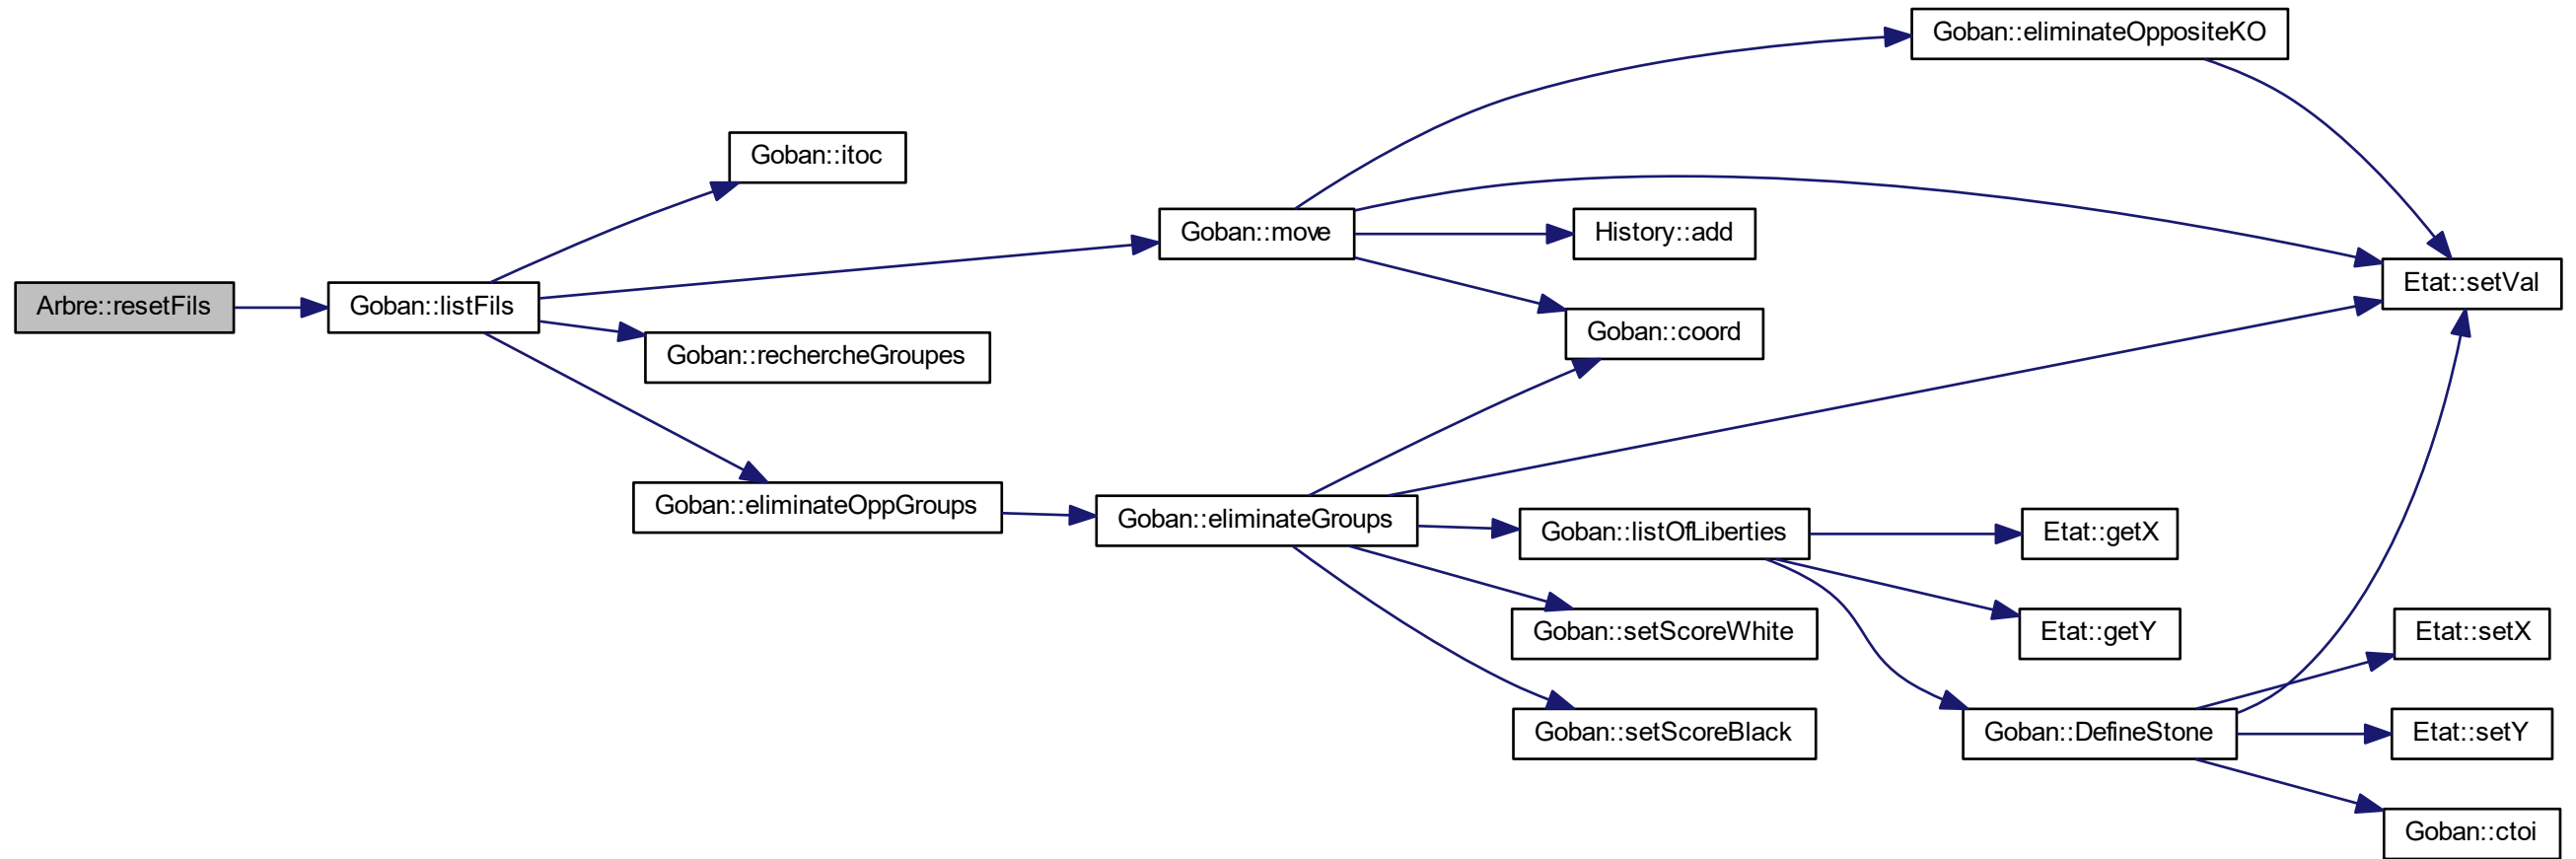 Goban::eliminateOppositeKO
Goban::itoc
Goban::move
History::add
Etat::setVal
Arbre::resetFils
Goban::listFils
Goban::coord
Goban::rechercheGroupes
Goban::eliminateOppGroups
Goban::eliminateGroups
Goban::listOfLiberties
Etat::getX
Goban::setScoreWhite
Etat::getY
Etat::setX
Goban::setScoreBlack
Goban::DefineStone
Etat::setY
Goban::ctoi